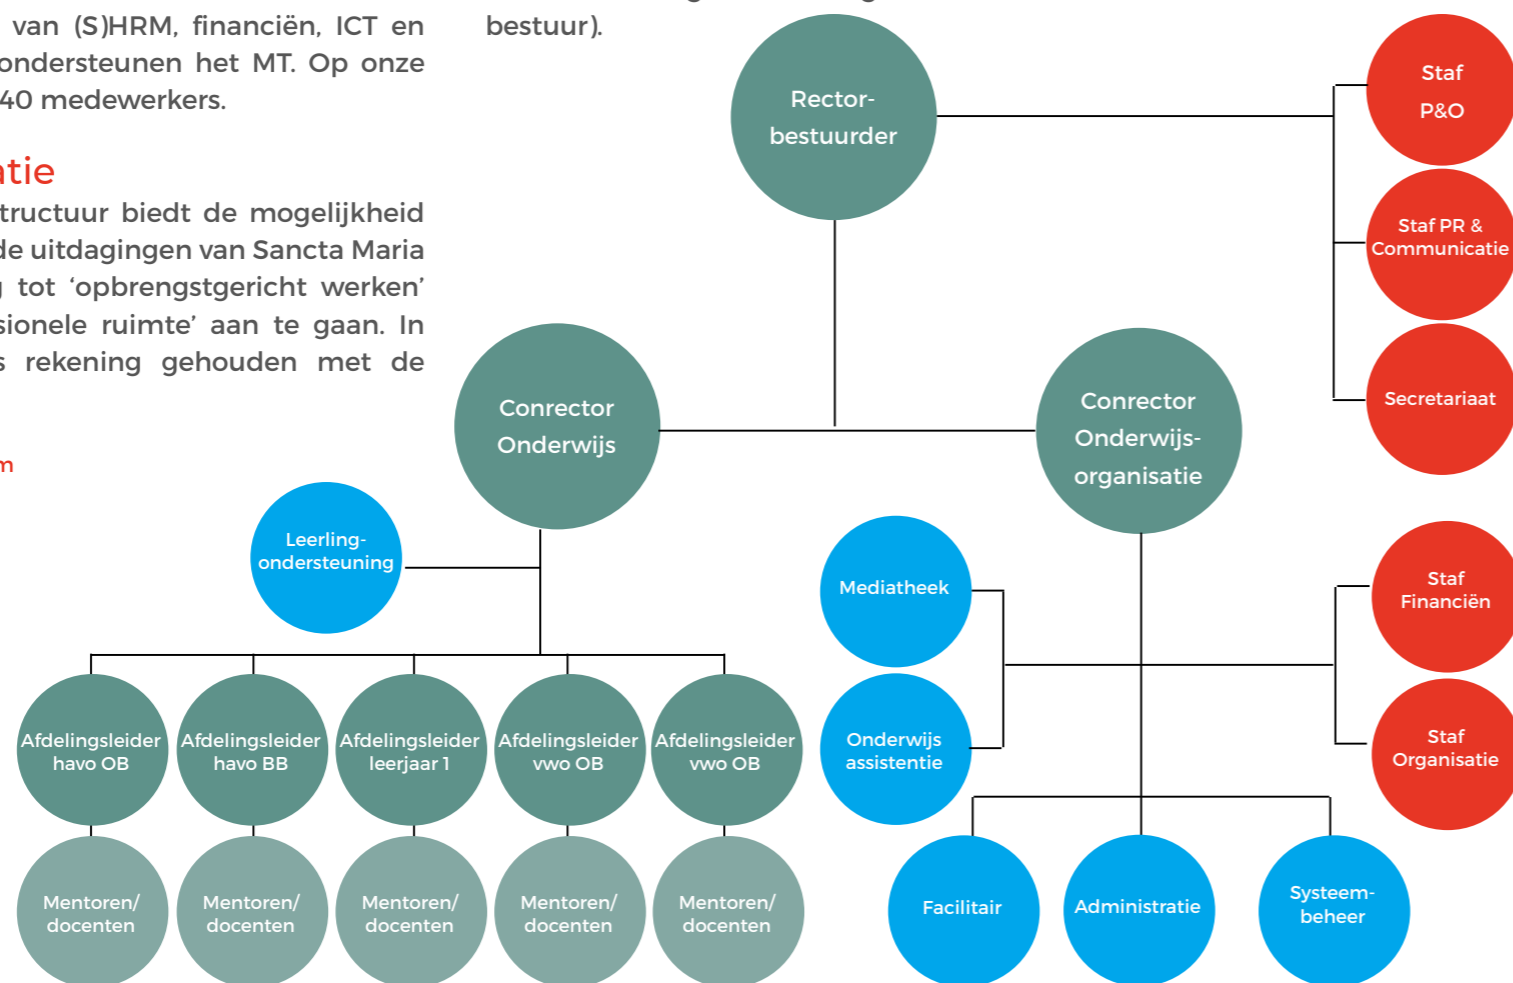 van (S)HRM, financiën, ICT en
ondersteunen het MT. Op onze
40 medewerkers.
atie
structuur biedt de mogelijkheid
de uitdagingen van Sancta Maria
tot ‘opbrengstgericht werken’
sionele ruimte’ aan te gaan. In
rekening gehouden met de
m
bestuur).
Rector-
bestuurder
Staf
P&O
Staf PR &
Communicatie
Secretariaat
Conrector
Onderwijs
Conrector
Onderwijs-
organisatie
Leerling-
ondersteuning
Mediatheek
Onderwijs
assistentie
Staf
Financiën
Staf
Organisatie
Afdelingsleider
havo OB
Afdelingsleider
havo BB
Afdelingsleider
leerjaar 1
Afdelingsleider
vwo OB
Afdelingsleider
vwo OB
Mentoren/
docenten
Mentoren/
docenten
Mentoren/
docenten
Mentoren/
docenten
Mentoren/
docenten
Facilitair
Administratie
Systeem-
beheer